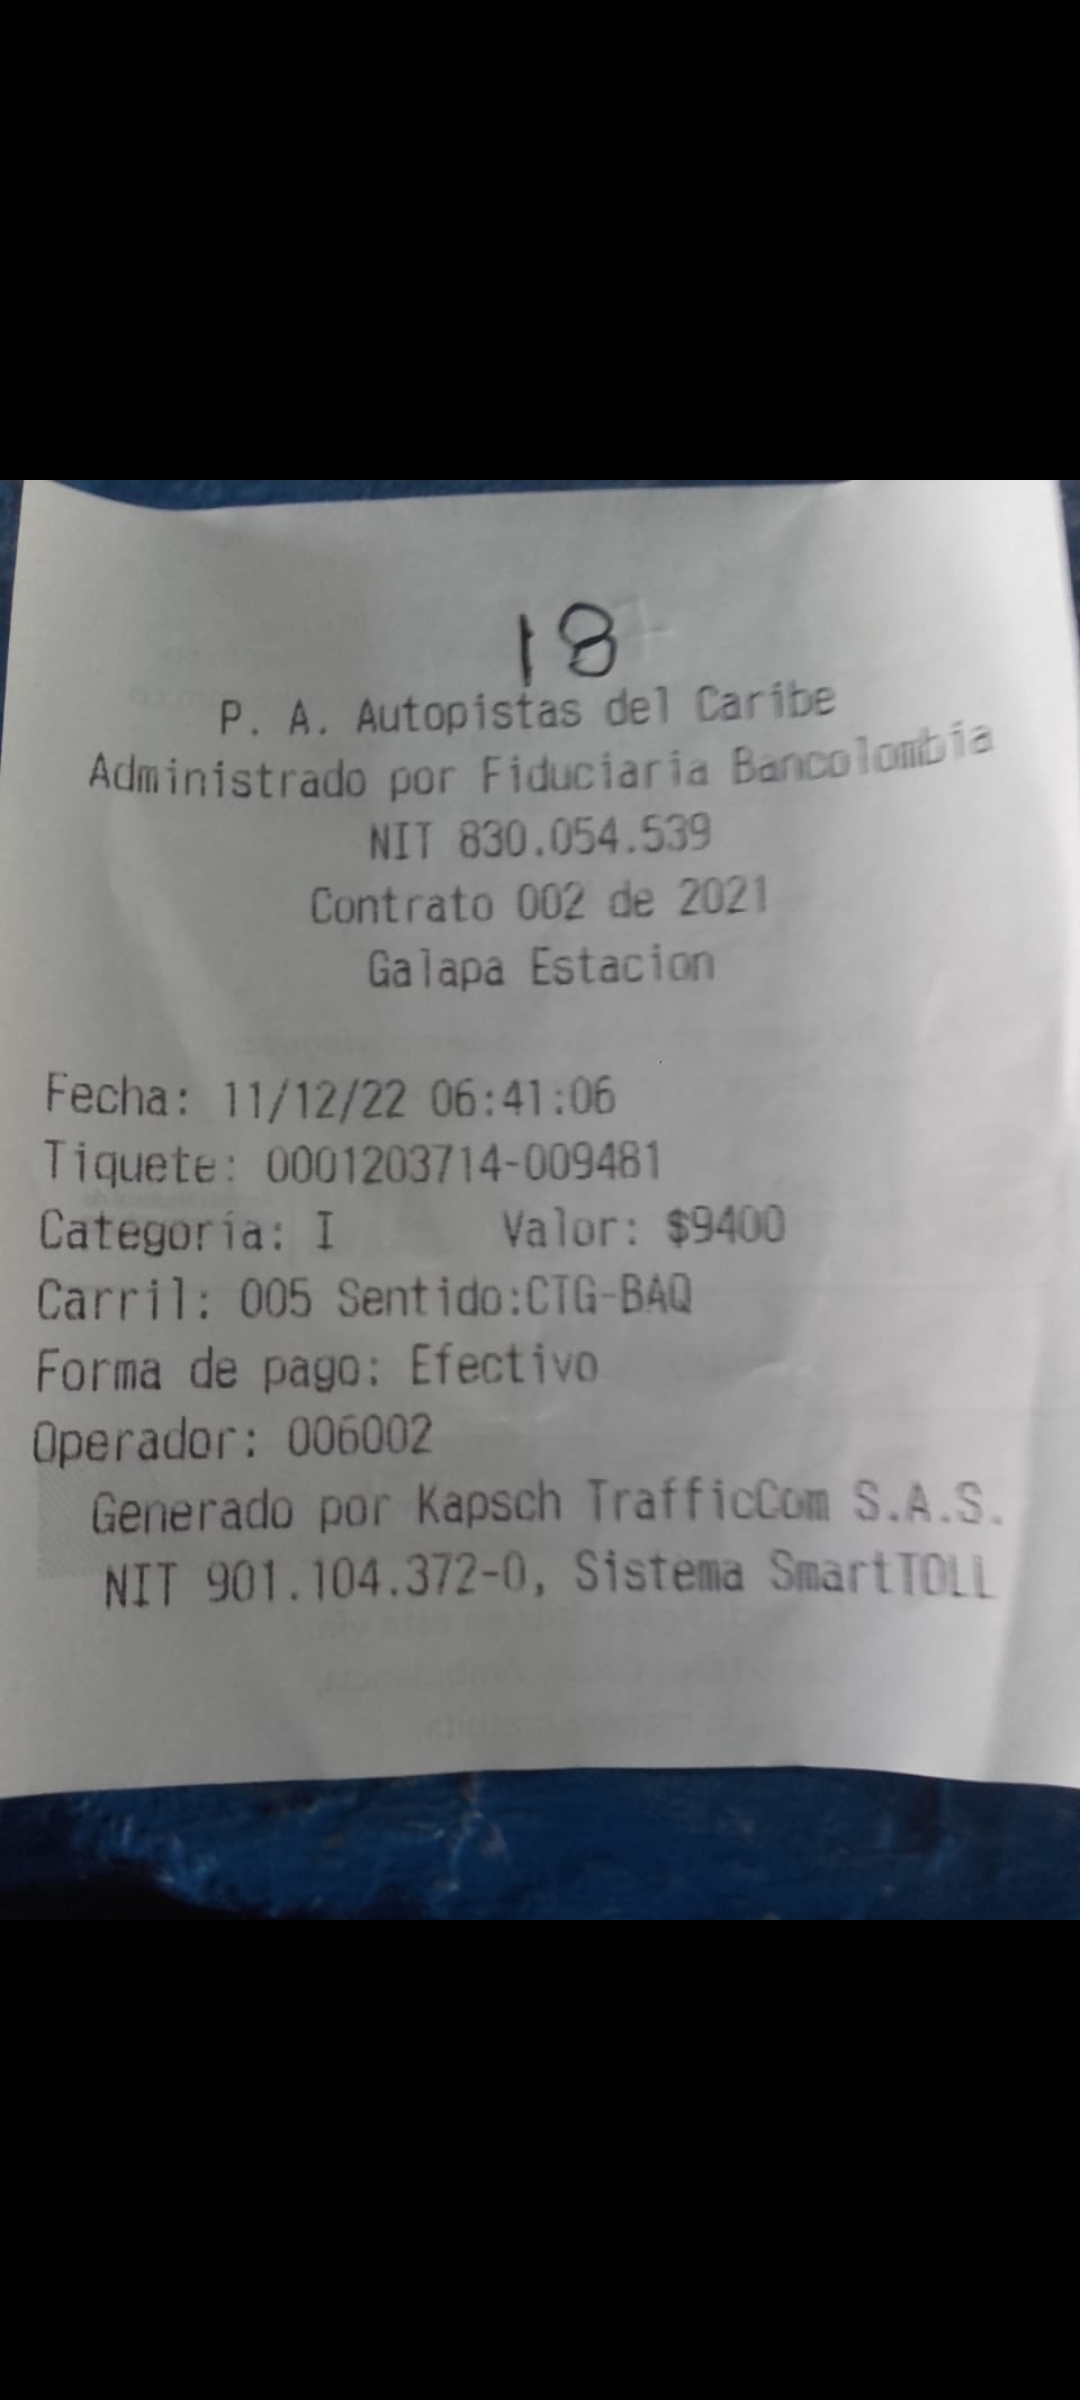 18
P. A. Autopistas del Caribe
Administrado por Fiduciaria Bancolombia
NIT 830.054.539
Contrato 002 de 2021
Galapa Estacion
Fecha: 11/12/22 06:41:06
Tiquete: 0001203714-009481
Categoría: I Valor: $9400
Carril: 005 Sentido:CTG-BAQ
Forma de pago: Efectivo
Operador: 006002
Generado por Kapsch TrafficCom S.A.S.
NIT 901.104.372-0, Sistema SmartTOLL